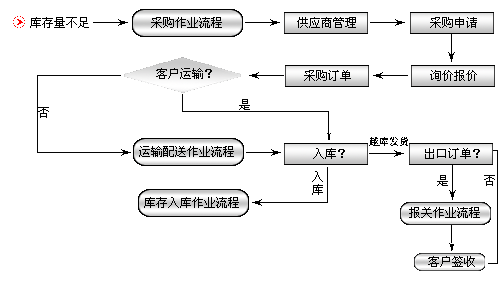 库存量不足
采购作业流程
供应商管理
采购申请
询价报价
采购订单
客户运输？
是
否
运输配送作业流程
入库？
越库发货
出口订单？
入库
是
否
库存入库作业流程
报关作业流程
客户签收